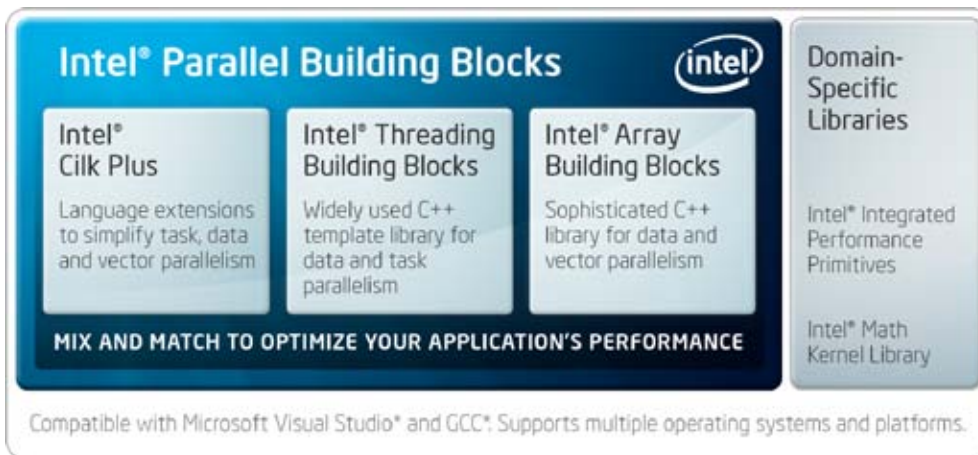 Intel® Parallel Building Blocks
intel
Intel®
Cilk Plus
Language extensions
to simplify task, data
and vector parallelism
Intel® Threading
Building Blocks
Widely used C++
template library for
data and task
parallelism
Intel® Array
Building Blocks
Sophisticated C++
library for data and
vector parallelism
MIX AND MATCH TO OPTIMIZE YOUR APPLICATION'S PERFORMANCE
Domain-
Specific
Libraries
Intel® Integrated
Performance
Primitives
Intel® Math
Kernel Library
Compatible with Microsoft Visual Studio* and GCC*. Supports multiple operating systems and platforms.